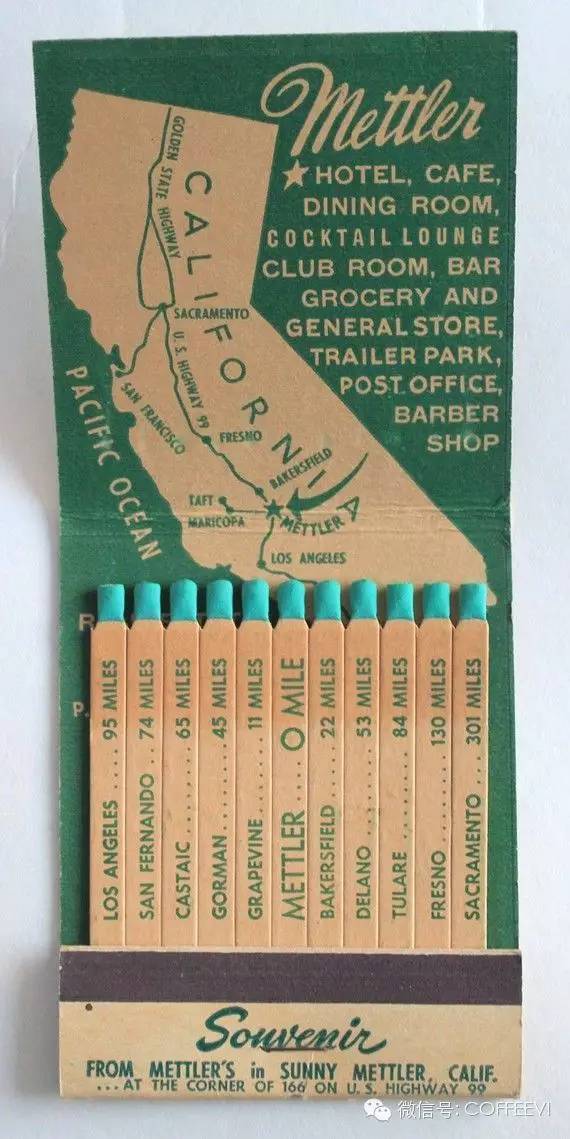 Mettler
★ HOTEL, CAFE,
DINING ROOM,
COCKTAIL LOUNGE
CLUB ROOM, BAR
GROCERY AND
GENERAL STORE,
TRAILER PARK,
POST OFFICE,
BARBER
SHOP
GOLDEN STATE HIGHWAY
CALIFORNIA
SACRAMENTO
U.S. HIGHWAY 99
SAN FRANCISCO
PACIFIC OCEAN
FRESNO
BAKERSFIELD
TAFT
MARICOPA
METTLER
LOS ANGELES
R
P.
LOS ANGELES ..... 95 MILES
SAN FERNANDO .. 74 MILES
CASTAIC ........ 65 MILES
GORMAN ........ 45 MILES
GRAPEVINE ..... 11 MILES
METTLER .... O MILE
BAKERSFIELD .... 22 MILES
DELANO ....... 53 MILES
TULARE ....... 84 MILES
FRESNO ....... 130 MILES
SACRAMENTO ... 301 MILES
Souvenir
FROM METTLER'S in SUNNY METTLER, CALIF.
...AT THE CORNER OF 166 ON U.S. HIGHWAY 99
微信号: COFFEEVI